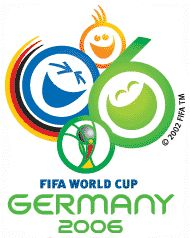 © 2002 FIFA TM
FIFA WORLD CUP
GERMANY
2006